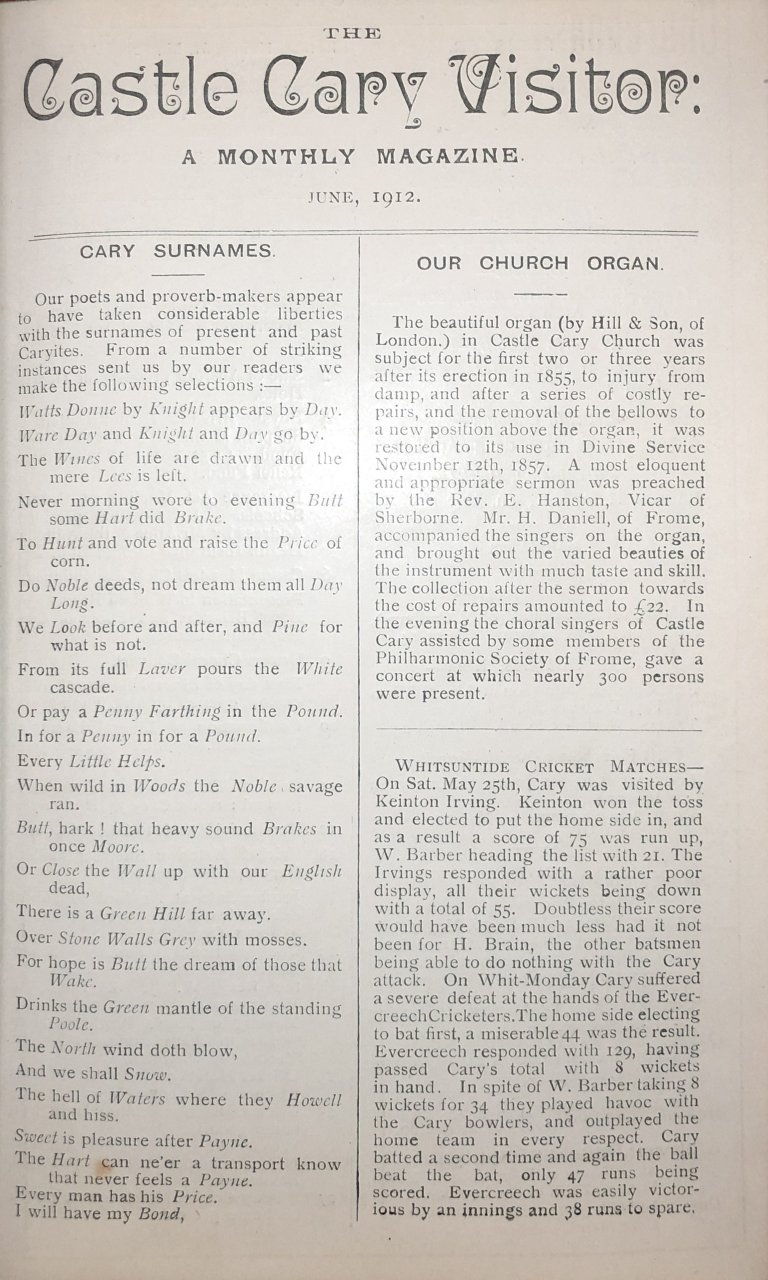 THE
Castle Cary Visitor:
A MONTHLY MAGAZINE.
JUNE, 1912.
CARY SURNAMES.
Our poets and proverb-makers appear
to have taken considerable liberties
with the surnames of present and past
Caryites. From a number of striking
instances sent us by our readers we
make the following selections :—
Watts Donne by Knight appears by Day.
Ware Day and Knight and Day go by.
The Wines of life are drawn and the
mere Lees is left.
Never morning wore to evening Butt
some Hart did Brake.
To Hunt and vote and raise the Price of
corn.
Do Noble deeds, not dream them all Day
Long.
We Look before and after, and Pine for
what is not.
From its full Laver pours the White
cascade.
Or pay a Penny Farthing in the Pound.
In for a Penny in for a Pound.
Every Little Helps.
When wild in Woods the Noble savage
ran.
Butt, hark ! that heavy sound Brakes in
once Moore.
Or Close the Wall up with our English
dead,
There is a Green Hill far away.
Over Stone Walls Grey with mosses.
For hope is Butt the dream of those that
Wake.
Drinks the Green mantle of the standing
Poole.
The North wind doth blow,
And we shall Snow.
The hell of Waters where they Howell
and hiss.
Sweet is pleasure after Payne.
The Hart can ne'er a transport know
that never feels a Payne.
Every man has his Price.
I will have my Bond,
OUR CHURCH ORGAN.
The beautiful organ (by Hill & Son, of
London.) in Castle Cary Church was
subject for the first two or three years
after its erection in 1855, to injury from
damp, and after a series of costly re-
pairs, and the removal of the bellows to
a new position above the organ, it was
restored to its use in Divine Service
November 12th, 1857. A most eloquent
and appropriate sermon was preached
by the Rev. E. Hanston, Vicar of
Sherborne. Mr. H. Daniell, of Frome,
accompanied the singers on the organ,
and brought out the varied beauties of
the instrument with much taste and skill.
The collection after the sermon towards
the cost of repairs amounted to £22. In
the evening the choral singers of Castle
Cary assisted by some members of the
Philharmonic Society of Frome, gave a
concert at which nearly 300 persons
were present.
WHITSUNTIDE CRICKET MATCHES—
On Sat. May 25th, Cary was visited by
Keinton Irving. Keinton won the toss
and elected to put the home side in, and
as a result a score of 75 was run up,
W. Barber heading the list with 21. The
Irvings responded with a rather poor
display, all their wickets being down
with a total of 55. Doubtless their score
would have been much less had it not
been for H. Brain, the other batsmen
being able to do nothing with the Cary
attack. On Whit-Monday Cary suffered
a severe defeat at the hands of the Ever-
creechCricketers.The home side electing
to bat first, a miserable 44 was the result.
Evercreech responded with 129, having
passed Cary's total with 8 wickets
in hand. In spite of W. Barber taking 8
wickets for 34 they played havoc with
the Cary bowlers, and outplayed the
home team in every respect. Cary
batted a second time and again the ball
beat the bat, only 47 runs being
scored. Evercreech was easily victor-
ious by an innings and 38 runs to spare.